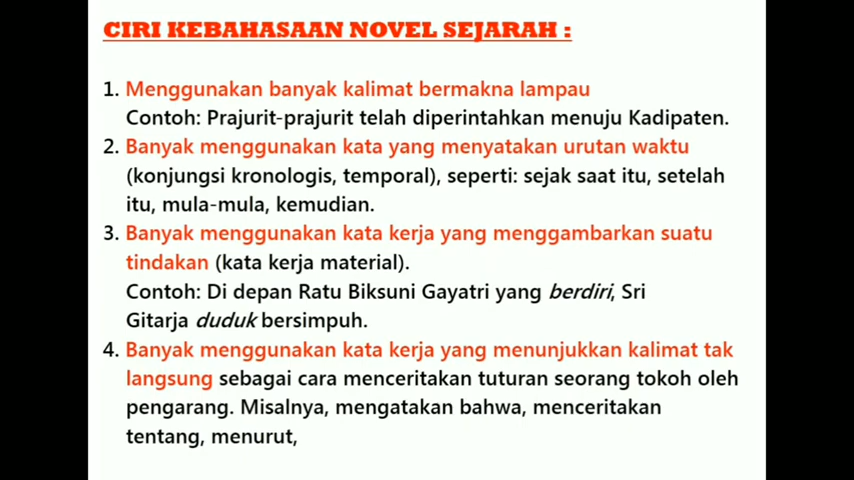 CIRI KEBAHASAAN NOVEL SEJARAH :
1. Menggunakan banyak kalimat bermakna lampau
Contoh: Prajurit-prajurit telah diperintahkan menuju Kadipaten.
2. Banyak menggunakan kata yang menyatakan urutan waktu
(konjungsi kronologis, temporal), seperti: sejak saat itu, setelah
itu, mula-mula, kemudian.
3. Banyak menggunakan kata kerja yang menggambarkan suatu
tindakan (kata kerja material).
Contoh: Di depan Ratu Biksuni Gayatri yang berdiri, Sri
Gitarja duduk bersimpuh.
4. Banyak menggunakan kata kerja yang menunjukkan kalimat tak
langsung sebagai cara menceritakan tuturan seorang tokoh oleh
pengarang. Misalnya, mengatakan bahwa, menceritakan
tentang, menurut,